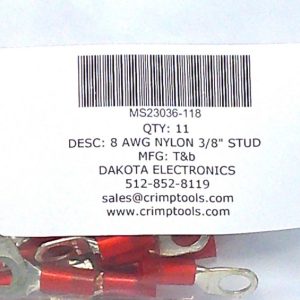 MS23036-118
QTY: 11
DESC: 8 AWG NYLON 3/8" STUD
MFG: T&b
DAKOTA ELECTRONICS
512-852-8119
sales@crimptools.com
www.crimptools.com